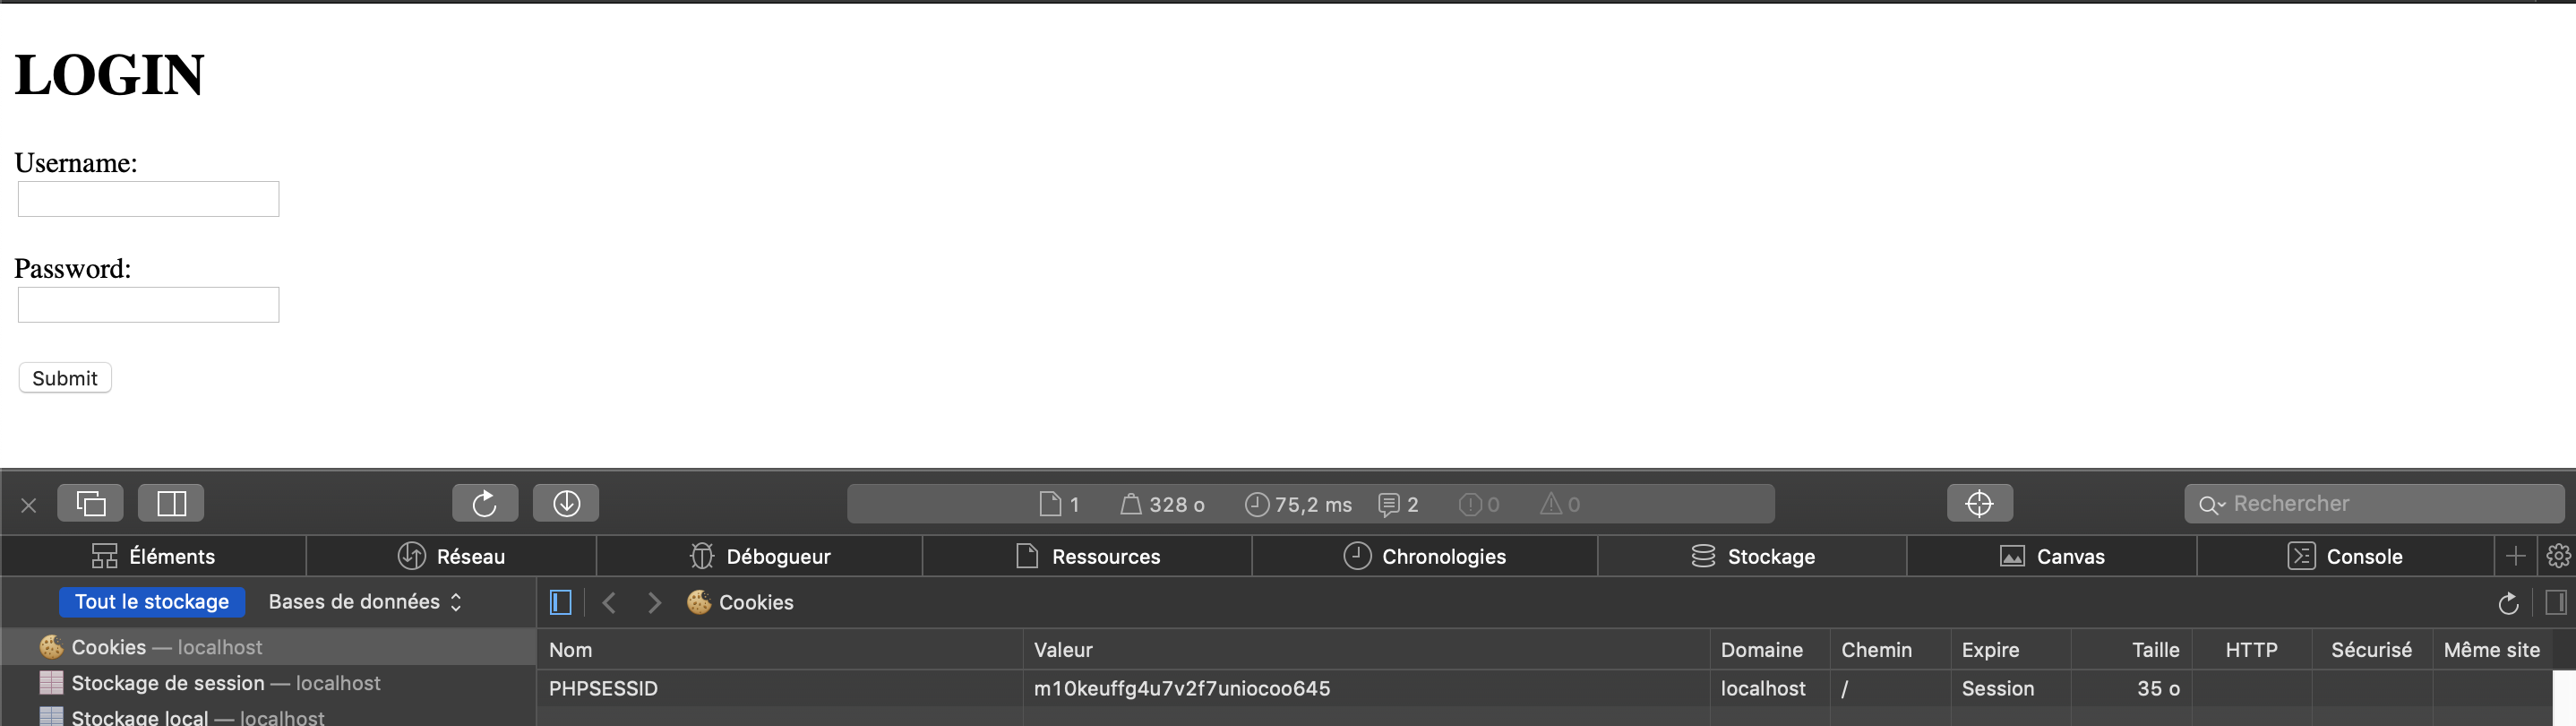 LOGIN
Username:
Password:
Submit
1 328 o 75,2 ms 2 0 0 Rechercher
Éléments Réseau Débogueur Ressources Chronologies Stockage Canvas Console
Tout le stockage Bases de données Cookies
Cookies — localhost Nom Valeur Domaine Chemin Expire Taille HTTP Sécurisé Même site
Stockage de session — localhost PHPSESSID m10keuffg4u7v2f7uniocoo645 localhost / Session 35 o
Stockage local — localhost